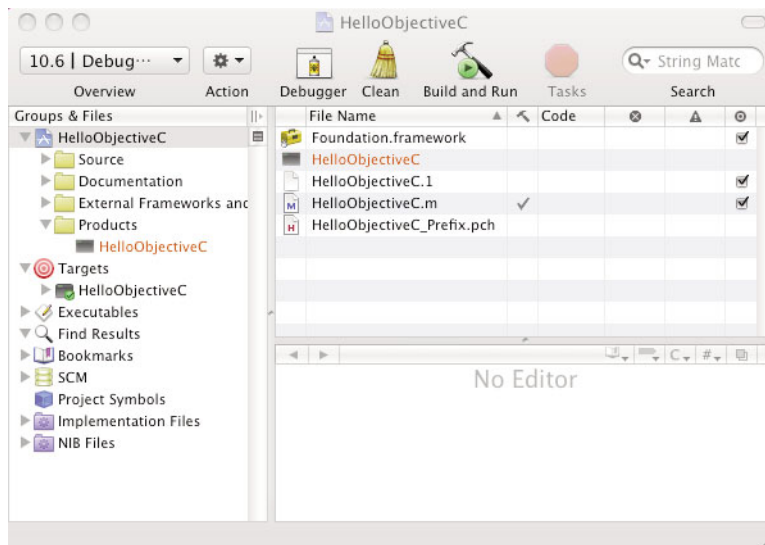 HelloObjectiveC
10.6 | Debug···
String Matc
Overview
Action
Debugger
Clean
Build and Run
Tasks
Search
Groups & Files
HelloObjectiveC
Source
Documentation
External Frameworks and
Products
HelloObjectiveC
Targets
HelloObjectiveC
Executables
Find Results
Bookmarks
SCM
Project Symbols
Implementation Files
NIB Files
File Name
Code
Foundation.framework
HelloObjectiveC
HelloObjectiveC.1
M
HelloObjectiveC.m
H
HelloObjectiveC_Prefix.pch
C
#
No Editor